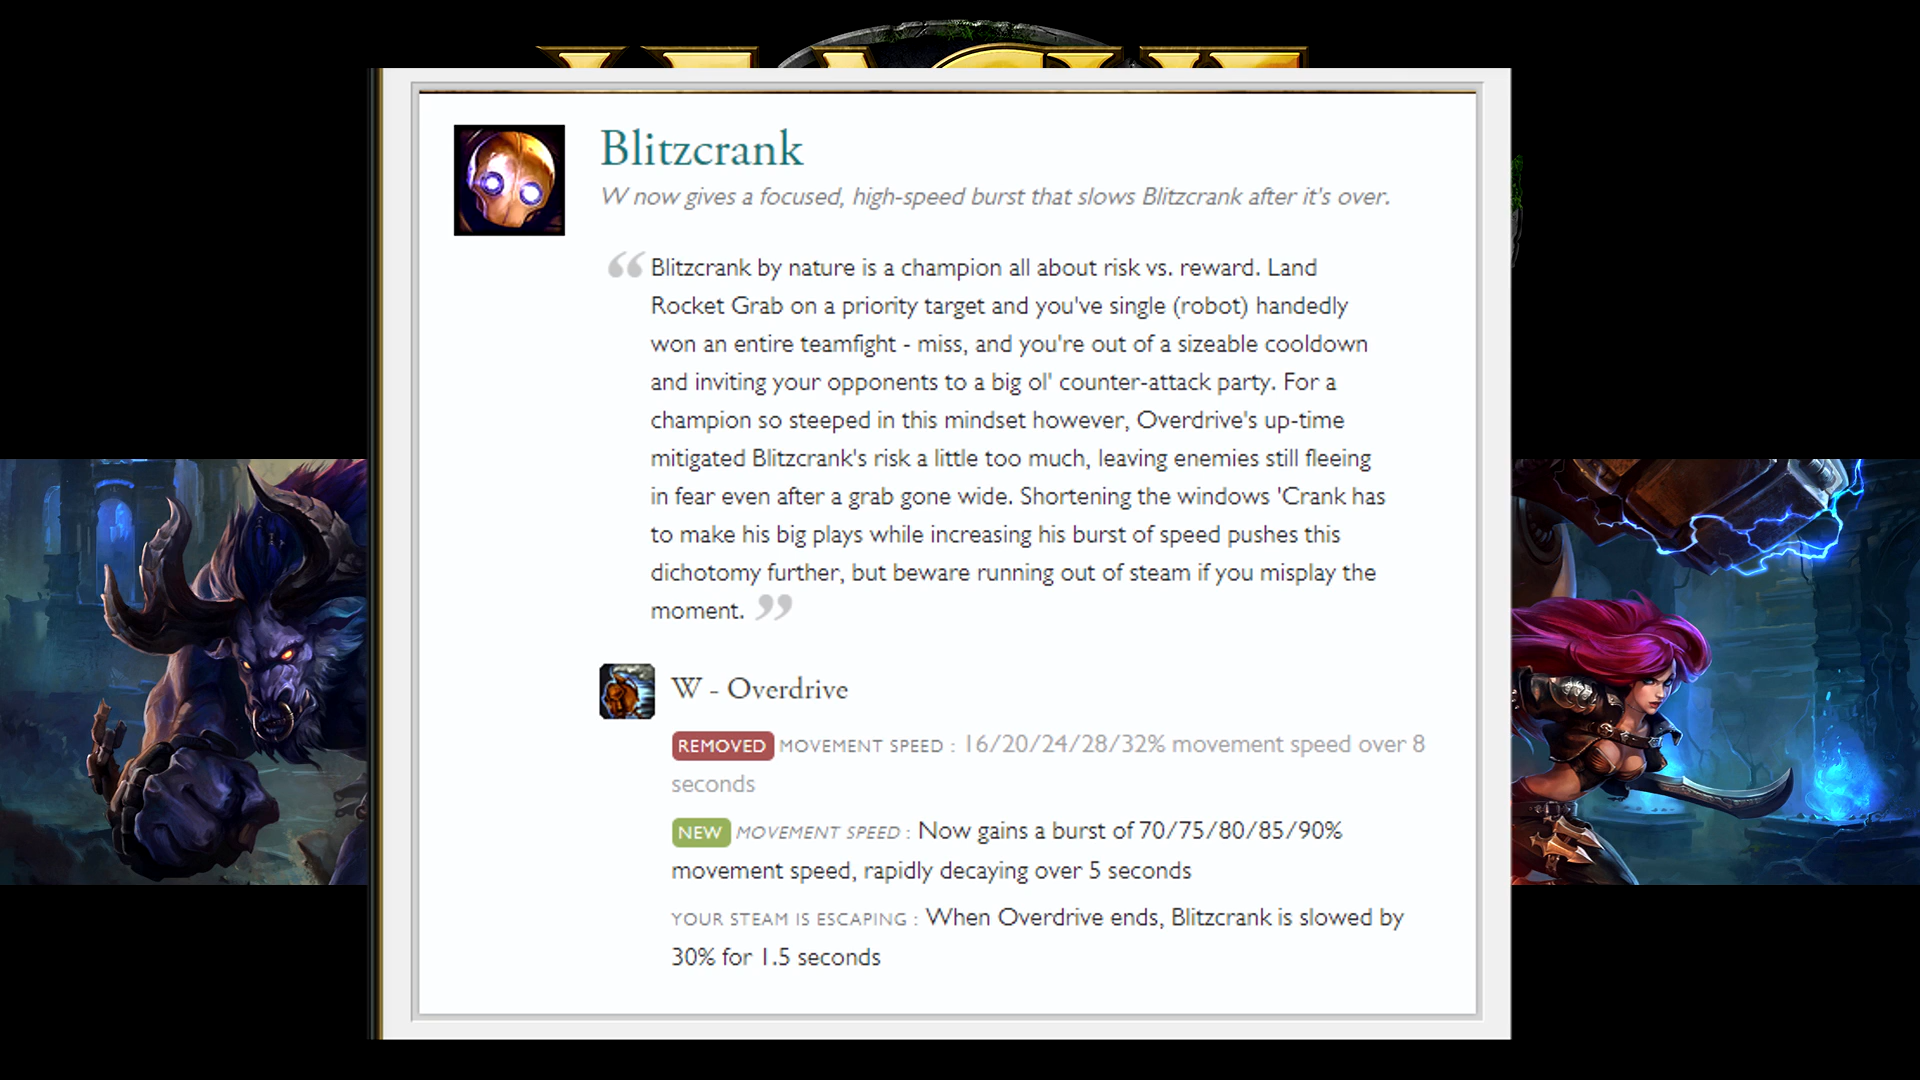 Blitzcrank
W now gives a focused, high-speed burst that slows Blitzcrank after it's over.
“ Blitzcrank by nature is a champion all about risk vs. reward. Land
Rocket Grab on a priority target and you've single (robot) handedly
won an entire teamfight - miss, and you're out of a sizeable cooldown
and inviting your opponents to a big ol' counter-attack party. For a
champion so steeped in this mindset however, Overdrive's up-time
mitigated Blitzcrank's risk a little too much, leaving enemies still fleeing
in fear even after a grab gone wide. Shortening the windows 'Crank has
to make his big plays while increasing his burst of speed pushes this
dichotomy further, but beware running out of steam if you misplay the
moment. ”
W - Overdrive
REMOVED MOVEMENT SPEED : 16/20/24/28/32% movement speed over 8
seconds
NEW MOVEMENT SPEED : Now gains a burst of 70/75/80/85/90%
movement speed, rapidly decaying over 5 seconds
YOUR STEAM IS ESCAPING : When Overdrive ends, Blitzcrank is slowed by
30% for 1.5 seconds